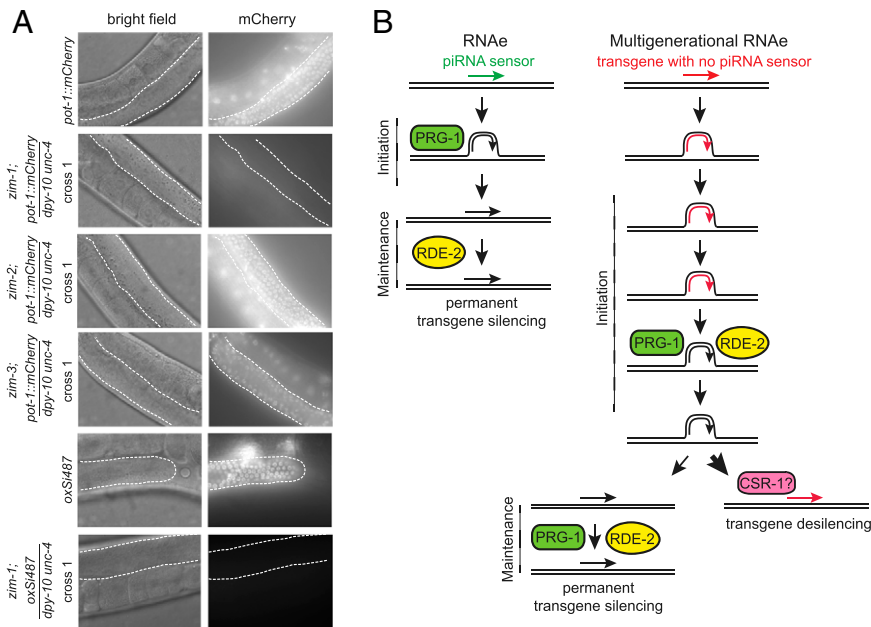 A
bright field
mCherry
pot-1::mCherry
zim-1;
pot-1::mCherry
dpy-10 unc-4
cross 1
zim-2;
pot-1::mCherry
dpy-10 unc-4
cross 1
zim-3;
pot-1::mCherry
dpy-10 unc-4
cross 1
oxSi487
zim-1;
oxSi487
dpy-10 unc-4
cross 1
B
RNAe
piRNA sensor
Initiation
PRG-1
Maintenance
RDE-2
permanent
transgene silencing
Multigenerational RNAe
transgene with no piRNA sensor
Initiation
PRG-1
RDE-2
CSR-1?
transgene desilencing
Maintenance
PRG-1
RDE-2
permanent
transgene silencing